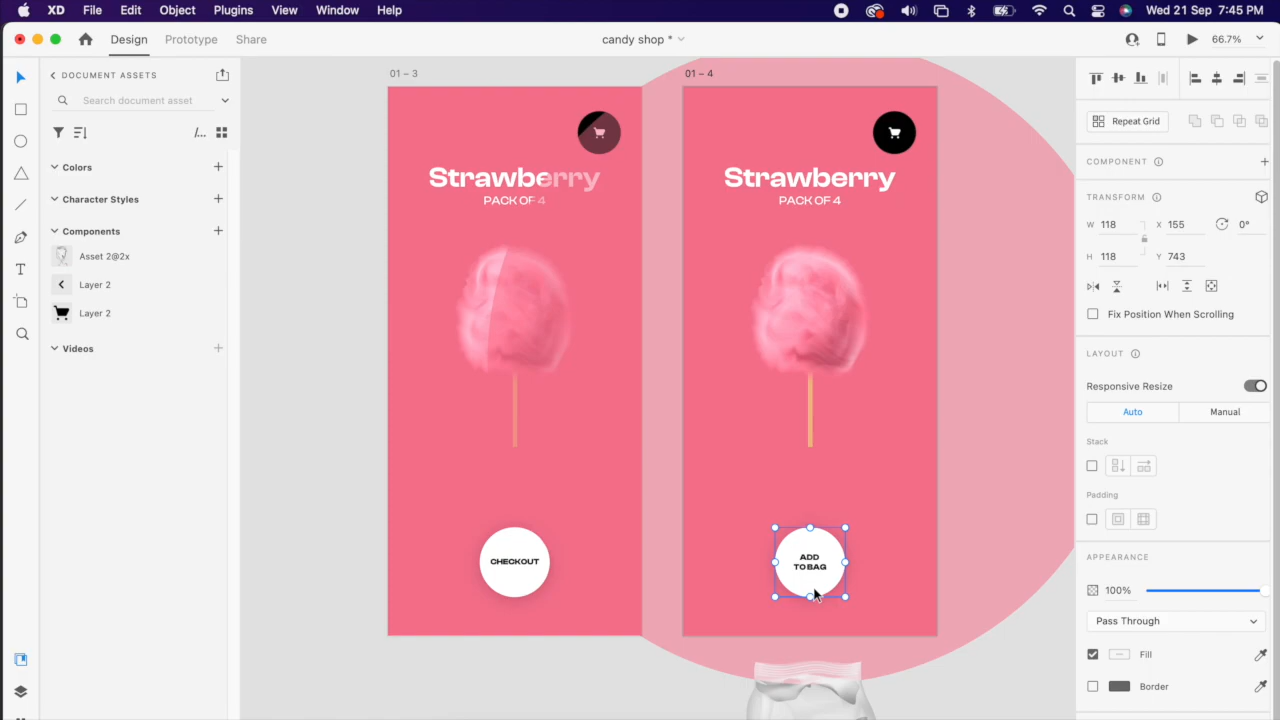 XD File Edit Object Plugins View Window Help Wed 21 Sep 7:45 PM
Design Prototype Share candy shop * 66.7%
DOCUMENT ASSETS
Search document asset
Colors
Character Styles
Components
Asset 2@2x
Layer 2
Layer 2
Videos
01 – 3
Strawberry
PACK OF 4
CHECKOUT
01 – 4
Strawberry
PACK OF 4
ADD
TO BAG
Repeat Grid
COMPONENT
TRANSFORM
W 118 X 155 0°
H 118 Y 743
Fix Position When Scrolling
LAYOUT
Responsive Resize
Auto Manual
Stack
Padding
APPEARANCE
100%
Pass Through
Fill
Border